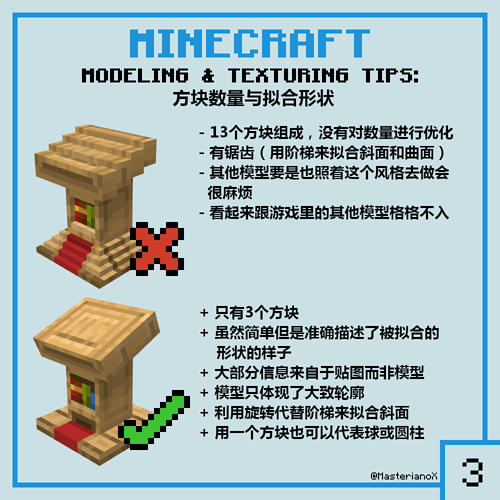 MINECRAFT
MODELING & TEXTURING TIPS:
方块数量与拟合形状
- 13个方块组成，没有对数量进行优化
- 有锯齿（用阶梯来拟合斜面和曲面）
- 其他模型要是也照着这个风格去做会
很麻烦
- 看起来跟游戏里的其他模型格格不入
+ 只有3个方块
+ 虽然简单但是准确描述了被拟合的
形状的样子
+ 大部分信息来自于贴图而非模型
+ 模型只体现了大致轮廓
+ 利用旋转代替阶梯来拟合斜面
+ 用一个方块也可以代表球或圆柱
@MasterianoX
3